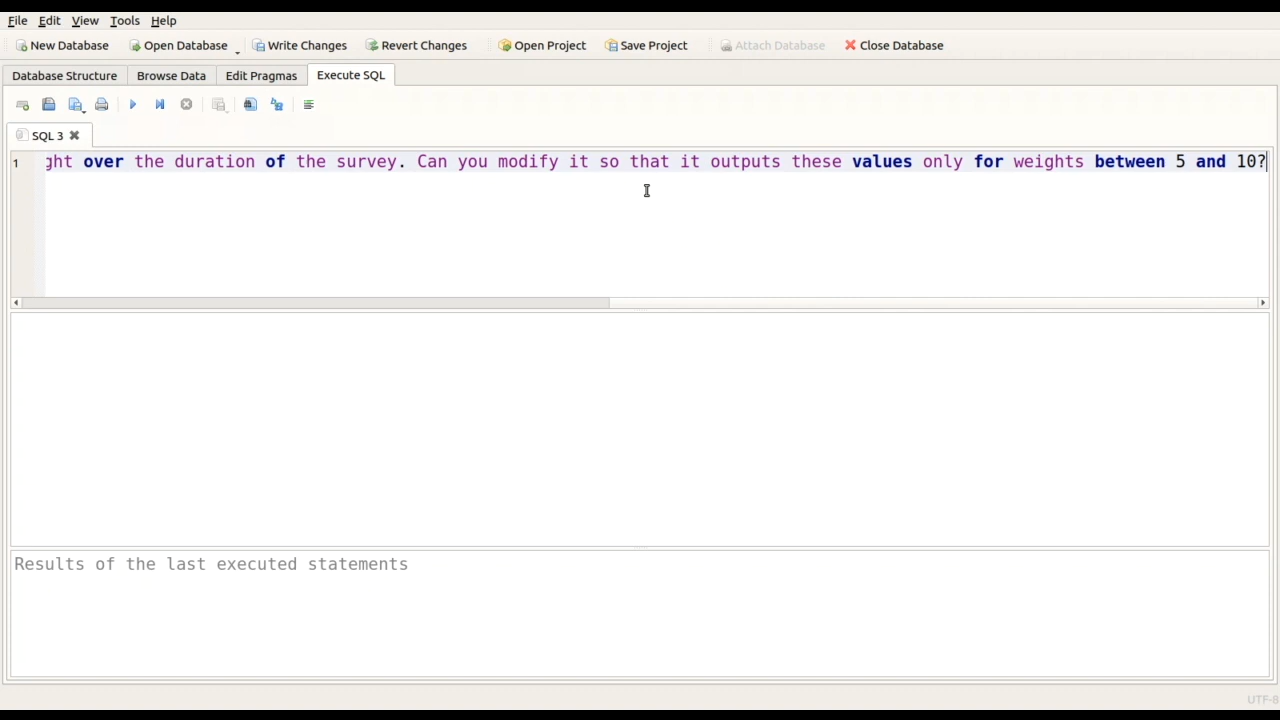 File Edit View Tools Help
New Database Open Database Write Changes Revert Changes Open Project Save Project Attach Database Close Database
Database Structure Browse Data Edit Pragmas Execute SQL
SQL 3
1 ght over the duration of the survey. Can you modify it so that it outputs these values only for weights between 5 and 10?
Results of the last executed statements
UTF-8